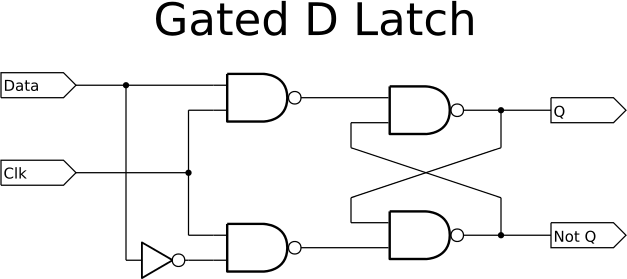 Gated D Latch
Data
Q
Clk
Not Q